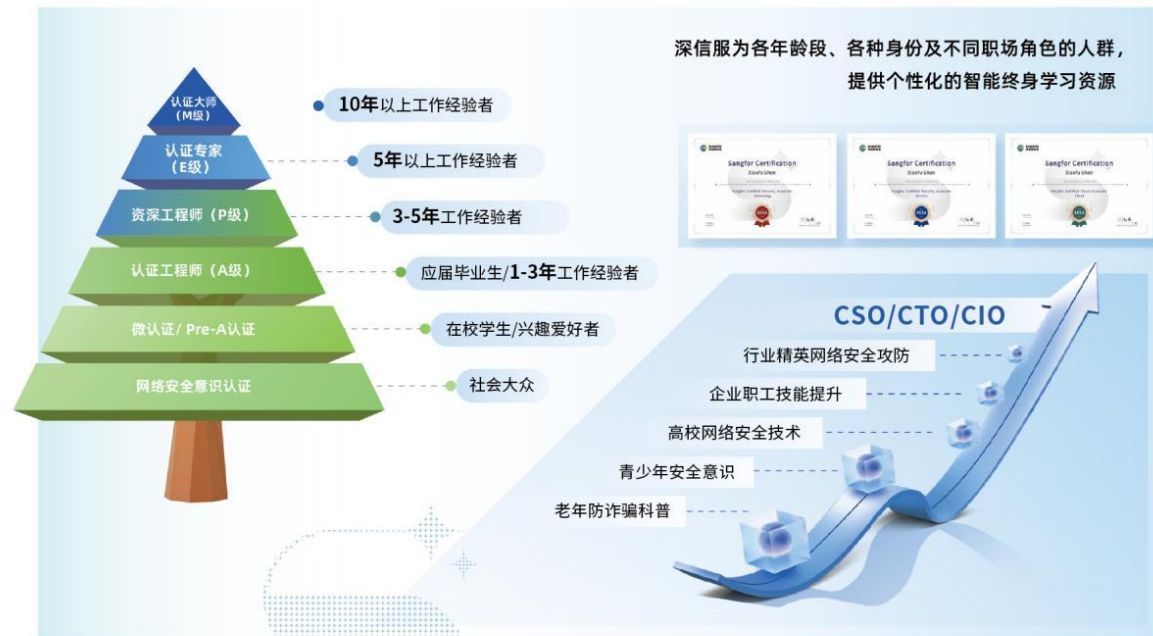 深信服为各年龄段、各种身份及不同职场角色的人群，
提供个性化的智能终身学习资源
认证大师
（M级）
10年以上工作经验者
认证专家
（E级）
5年以上工作经验者
资深工程师（P级）
3-5年工作经验者
认证工程师（A级）
应届毕业生/1-3年工作经验者
微认证/ Pre-A认证
在校学生/兴趣爱好者
网络安全意识认证
社会大众
Sangfor Certification
Sangfor Certification
Sangfor Certification
CSO/CTO/CIO
行业精英网络安全攻防
企业职工技能提升
高校网络安全技术
青少年安全意识
老年防诈骗科普